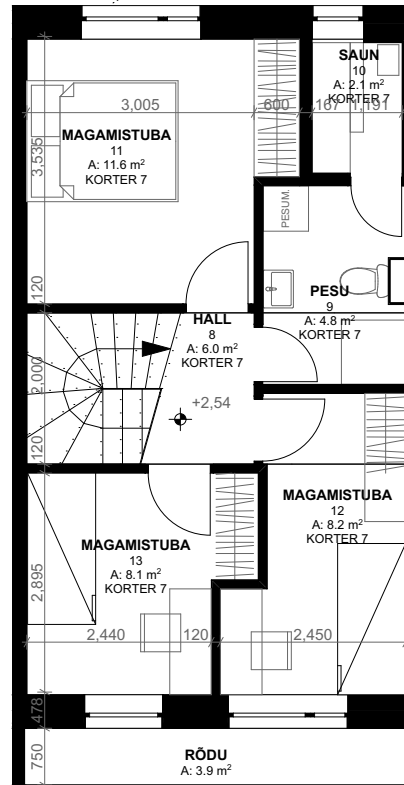 SAUN
10
A: 2.1 m²
KORTER 7
3,005
600
167
1,191
MAGAMISTUBA
11
A: 11.6 m²
KORTER 7
3,535
PESUM.
PESU
9
A: 4.8 m²
KORTER 7
120
HALL
8
A: 6.0 m²
KORTER 7
2,000
+2,54
120
MAGAMISTUBA
12
A: 8.2 m²
KORTER 7
MAGAMISTUBA
13
A: 8.1 m²
KORTER 7
2,895
2,440
120
2,450
478
750
RÕDU
A: 3.9 m²